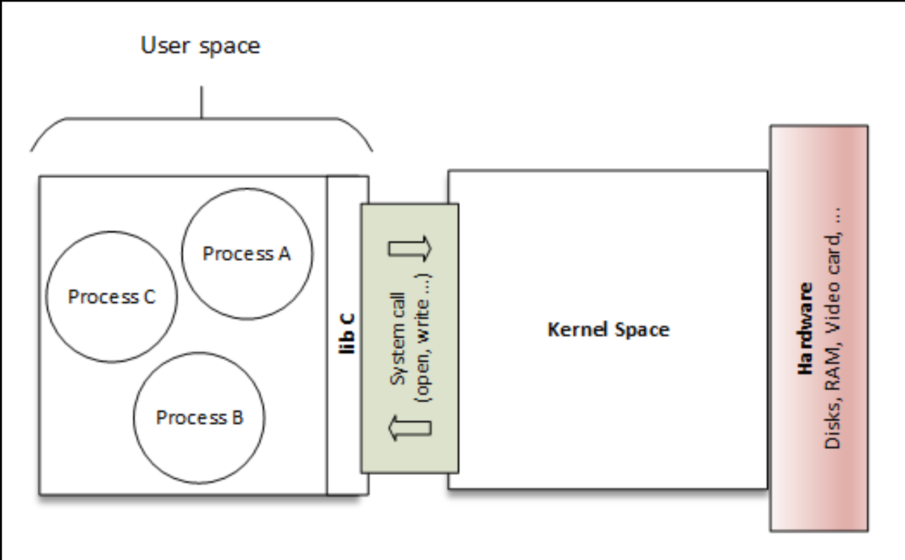 User space
Process A
Process C
Process B
lib C
System call
(open, write ...)
Kernel Space
Hardware
Disks, RAM, Video card, ...